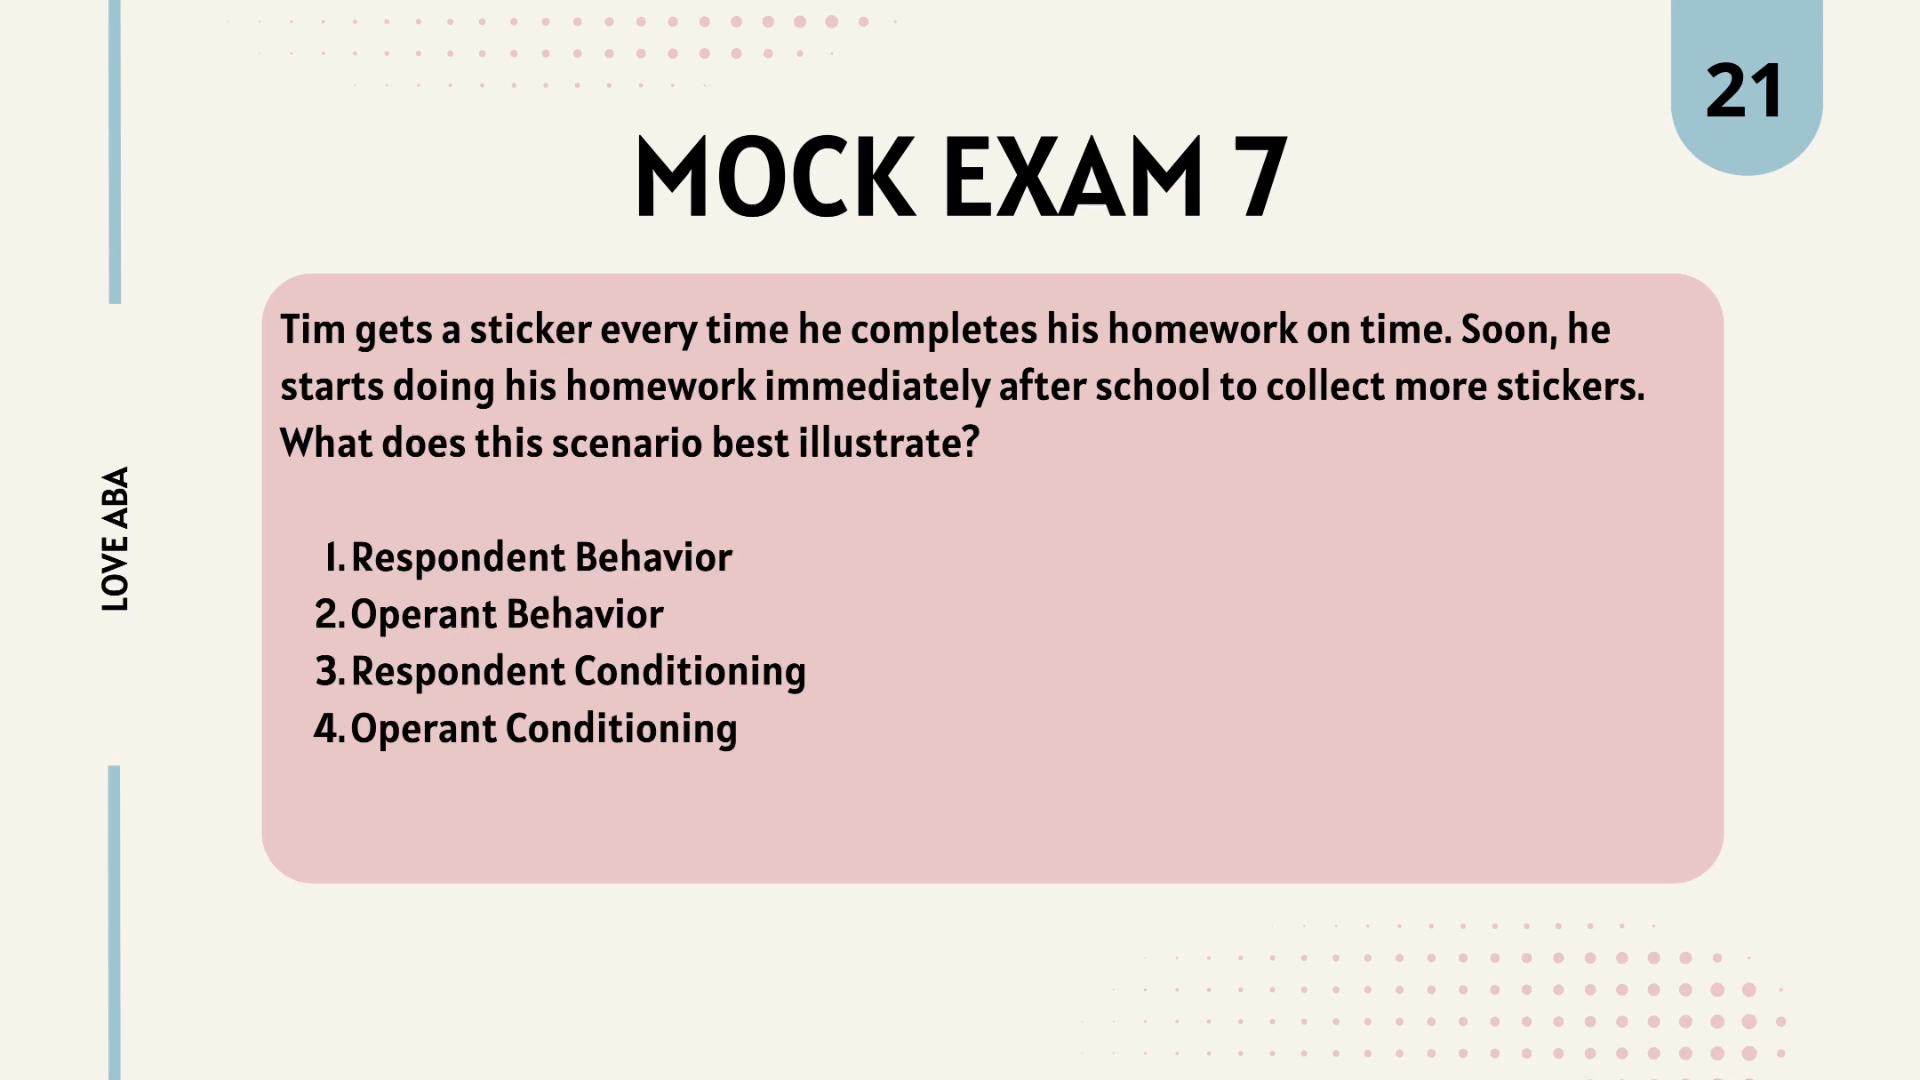 21
MOCK EXAM 7
Tim gets a sticker every time he completes his homework on time. Soon, he
starts doing his homework immediately after school to collect more stickers.
What does this scenario best illustrate?
1. Respondent Behavior
2. Operant Behavior
3. Respondent Conditioning
4. Operant Conditioning
LOVE ABA